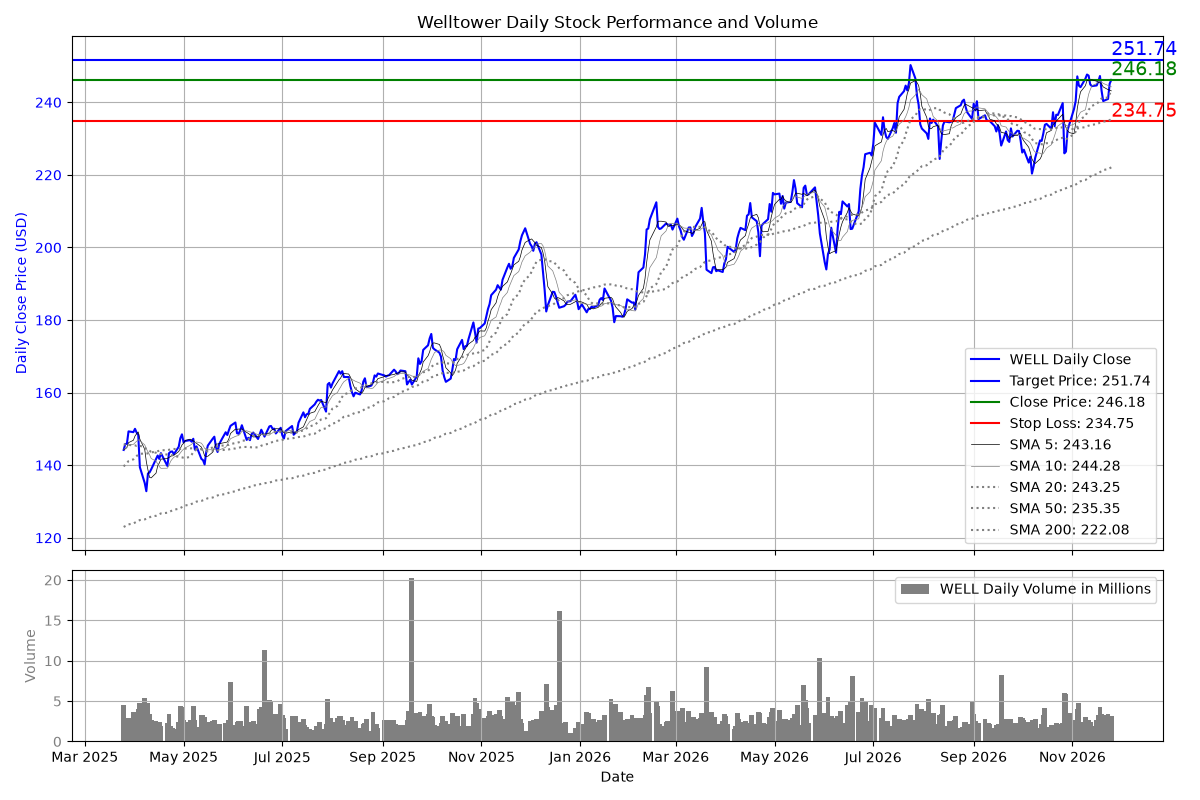 Welltower Daily Stock Performance and Volume
251.74
246.18
234.75
Daily Close Price (USD)
240
220
200
180
160
140
120
WELL Daily Close
Target Price: 251.74
Close Price: 246.18
Stop Loss: 234.75
SMA 5: 243.16
SMA 10: 244.28
SMA 20: 243.25
SMA 50: 235.35
SMA 200: 222.08
Volume
20
15
10
5
0
WELL Daily Volume in Millions
Mar 2025 May 2025 Jul 2025 Sep 2025 Nov 2025 Jan 2026 Mar 2026 May 2026 Jul 2026 Sep 2026 Nov 2026
Date